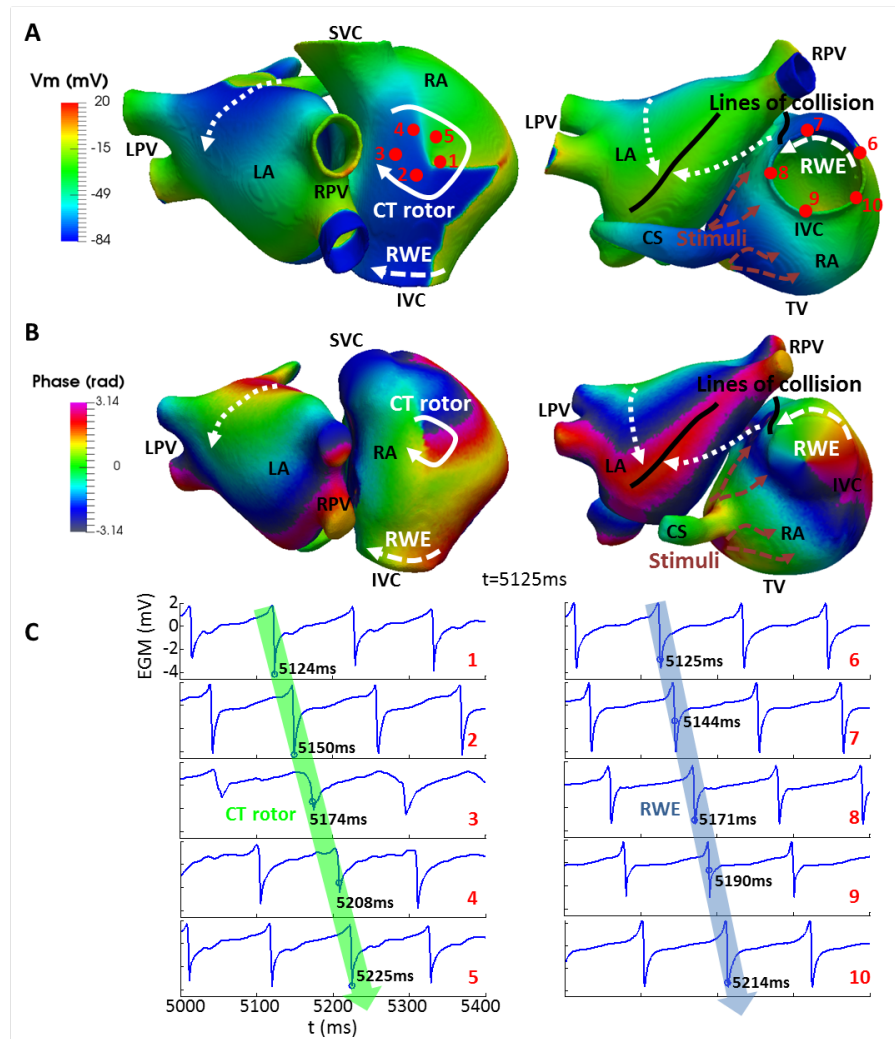 A
Vm (mV)
20
-15
-49
-84
SVC
RA
4
5
3
1
2
LPV
LA
RPV
CT rotor
RWE
IVC
RPV
Lines of collision
7
6
LPV
RWE
LA
8
9
10
IVC
CS
Stimuli
RA
TV
B
Phase (rad)
3.14
0
-3.14
SVC
CT rotor
LPV
RA
LA
RPV
RWE
IVC
RPV
Lines of collision
LPV
RWE
LA
IVC
CS
RA
Stimuli
TV
t=5125ms
C
EGM (mV)
2
0
-2
-4
5124ms
1
5150ms
2
CT rotor
5174ms
3
5208ms
4
5225ms
5
5000
5100
5200
5300
5400
t (ms)
5125ms
6
5144ms
7
RWE
5171ms
8
5190ms
9
5214ms
10